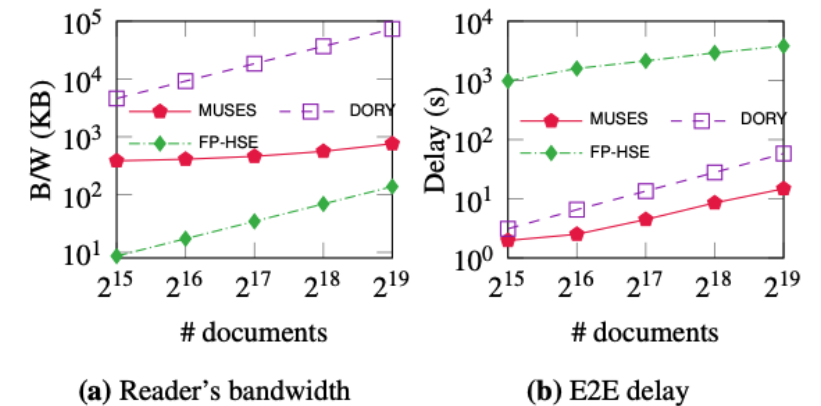 10^5
10^4
10^3
10^2
10^1
B/W (KB)
MUSES
DORY
FP-HSE
2^15 2^16 2^17 2^18 2^19
# documents
(a) Reader's bandwidth
10^4
10^3
10^2
10^1
10^0
Delay (s)
MUSES
DORY
FP-HSE
2^15 2^16 2^17 2^18 2^19
# documents
(b) E2E delay